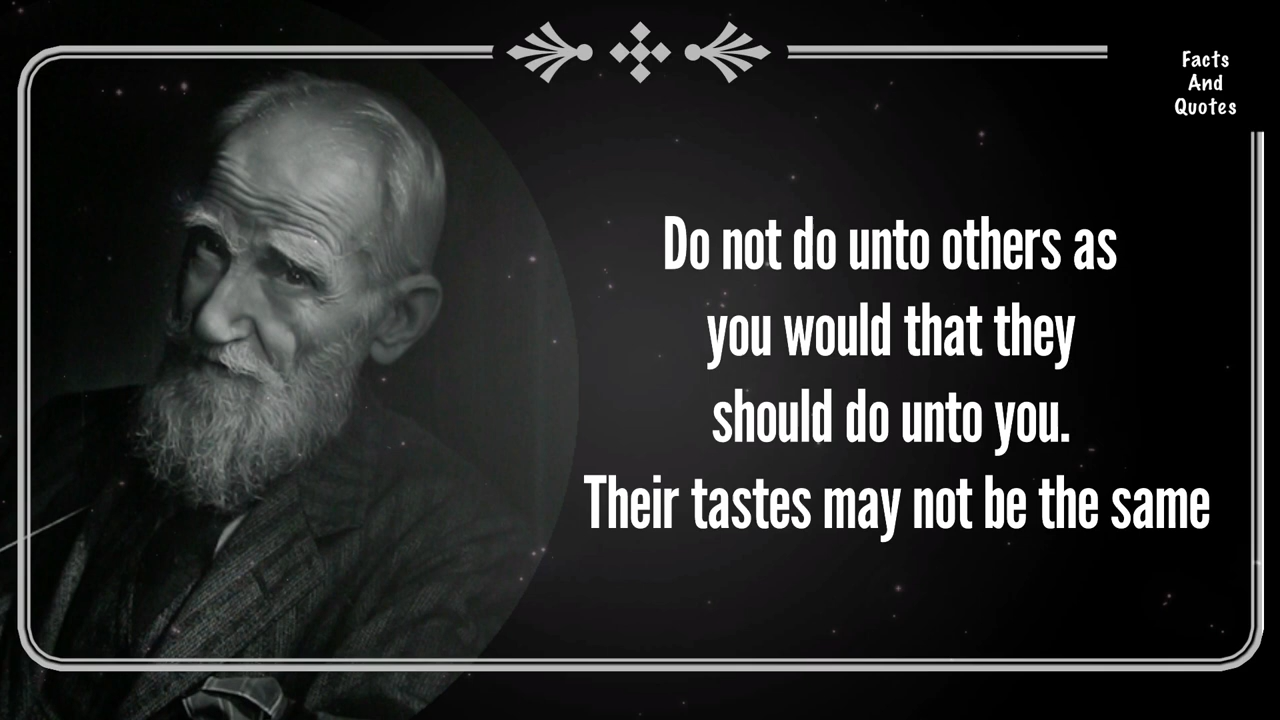 Facts
And
Quotes
Do not do unto others as
you would that they
should do unto you.
Their tastes may not be the same